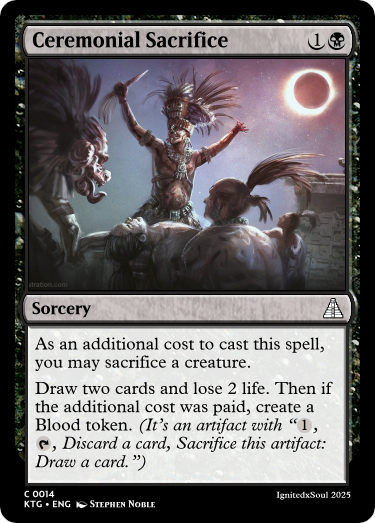 Ceremonial Sacrifice 1
stration.com
Sorcery
As an additional cost to cast this spell,
you may sacrifice a creature.
Draw two cards and lose 2 life. Then if
the additional cost was paid, create a
Blood token. (It's an artifact with “1,
, Discard a card, Sacrifice this artifact:
Draw a card.”)
C 0014
KTG • ENG Stephen Noble
IgnitedxSoul 2025